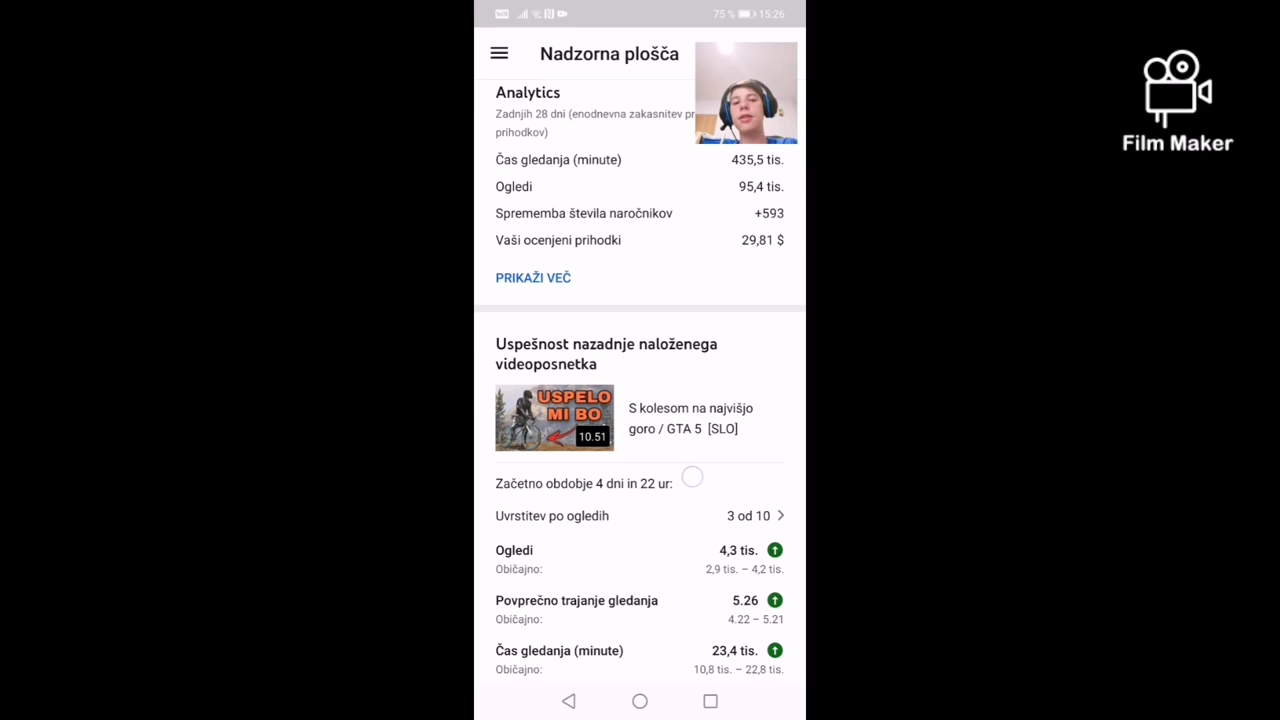 75 % 15:26
Nadzorna plošča
Film Maker
Analytics
Zadnjih 28 dni (enodnevna zakasnitev pr
prihodkov)
Čas gledanja (minute) 435,5 tis.
Ogledi 95,4 tis.
Sprememba števila naročnikov +593
Vaši ocenjeni prihodki 29,81 $
PRIKAŽI VEČ
Uspešnost nazadnje naloženega
videoposnetka
USPELO
MI BO
10.51
S kolesom na najvišjo
goro / GTA 5 [SLO]
Začetno obdobje 4 dni in 22 ur:
Uvrstitev po ogledih 3 od 10
Ogledi 4,3 tis.
Običajno: 2,9 tis. – 4,2 tis.
Povprečno trajanje gledanja 5.26
Običajno: 4.22 – 5.21
Čas gledanja (minute) 23,4 tis.
Običajno: 10,8 tis. – 22,8 tis.